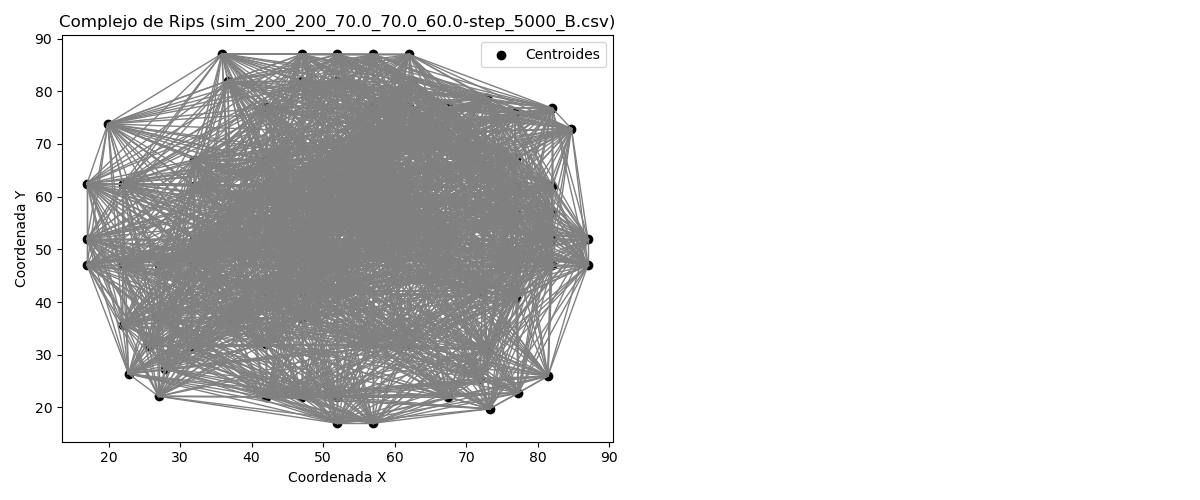 Complejo de Rips (sim_200_200_70.0_70.0_60.0-step_5000_B.csv)
Centroides
90
80
70
60
50
40
30
20
Coordenada Y
20 30 40 50 60 70 80 90
Coordenada X